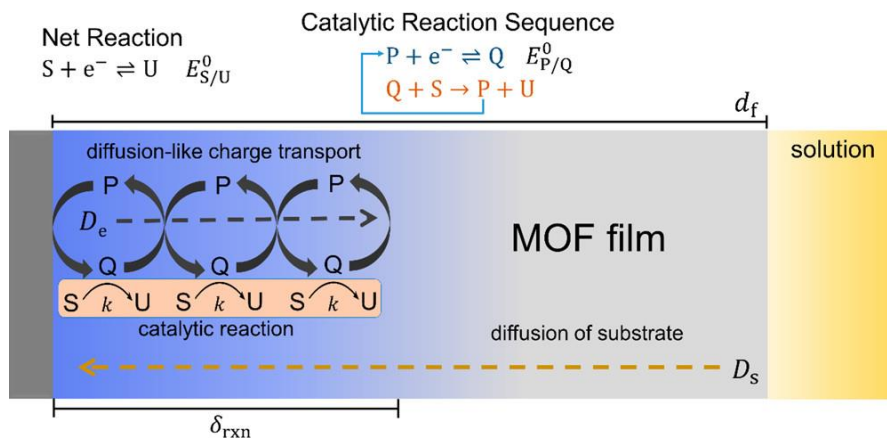 Net Reaction
S + e⁻ ⇌ U E⁰S/U
Catalytic Reaction Sequence
P + e⁻ ⇌ Q E⁰P/Q
Q + S → P + U
df
diffusion-like charge transport
solution
P P P
De
MOF film
Q Q Q
S k U S k U S k U
catalytic reaction
diffusion of substrate
Ds
δrxn